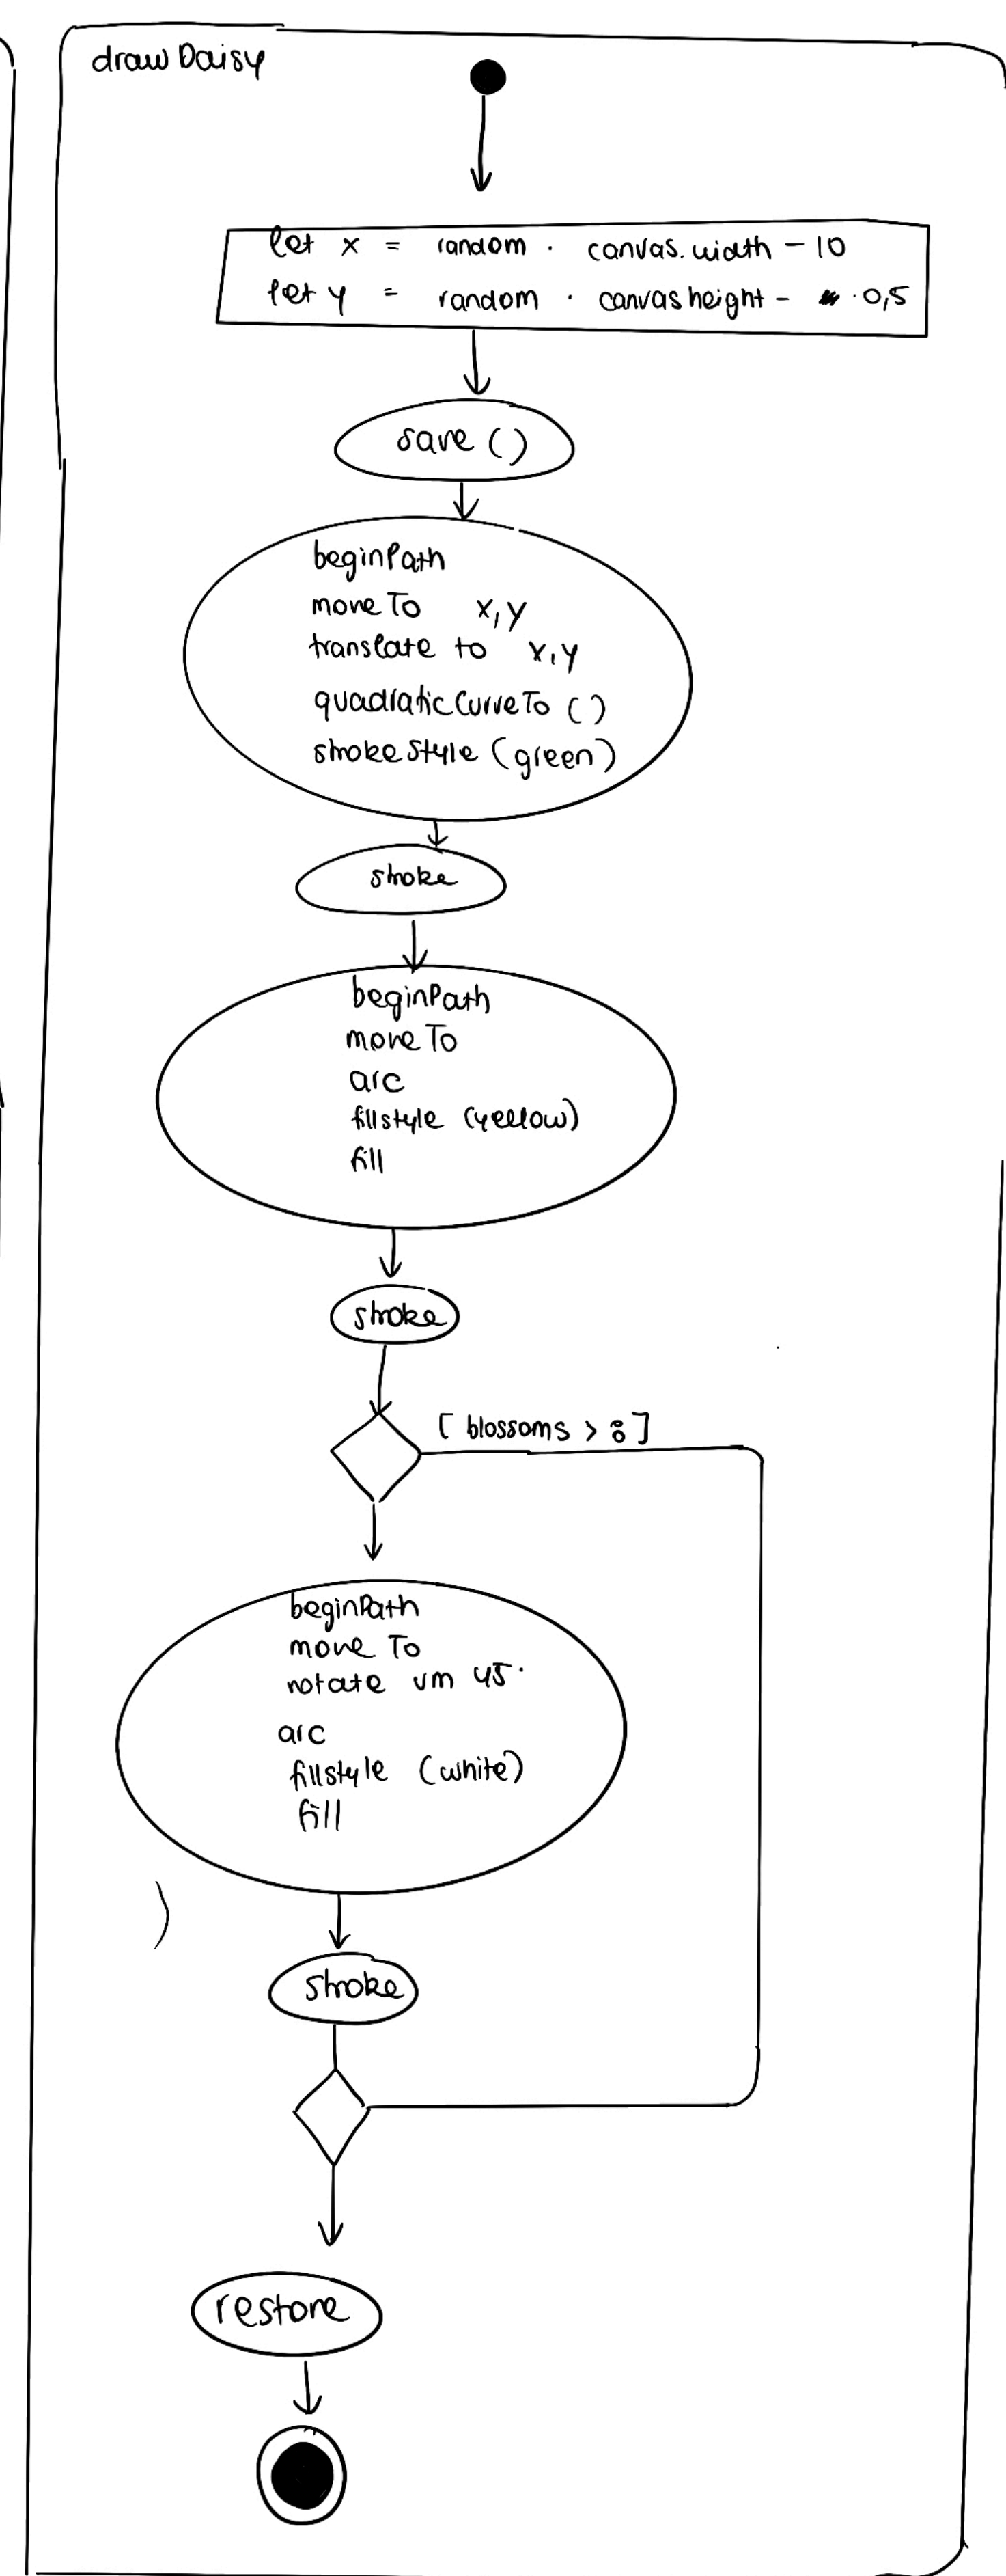 draw Daisy
let x = random · canvas.width - 10
let y = random · canvas height - · 0,5
save ()
beginPath
move To x,y
translate to x,y
quadraticCurveTo ()
strokeStyle (green)
stroke
beginPath
move To
arc
fillstyle (yellow)
fill
stroke
[ blossoms > 8 ]
beginPath
move To
rotate um 45°
arc
fillstyle (white)
fill
stroke
restore